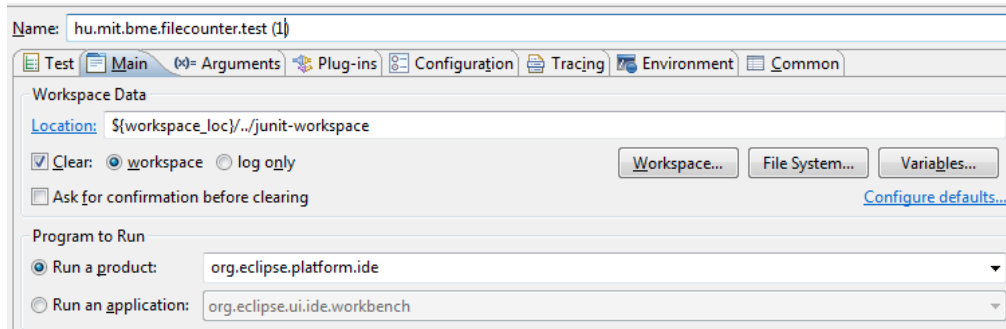 Name: hu.mit.bme.filecounter.test (1)
Test Main (x)= Arguments Plug-ins Configuration Tracing Environment Common
Workspace Data
Location: ${workspace_loc}/../junit-workspace
Clear: workspace log only Workspace... File System... Variables...
Ask for confirmation before clearing Configure defaults...
Program to Run
Run a product: org.eclipse.platform.ide
Run an application: org.eclipse.ui.ide.workbench